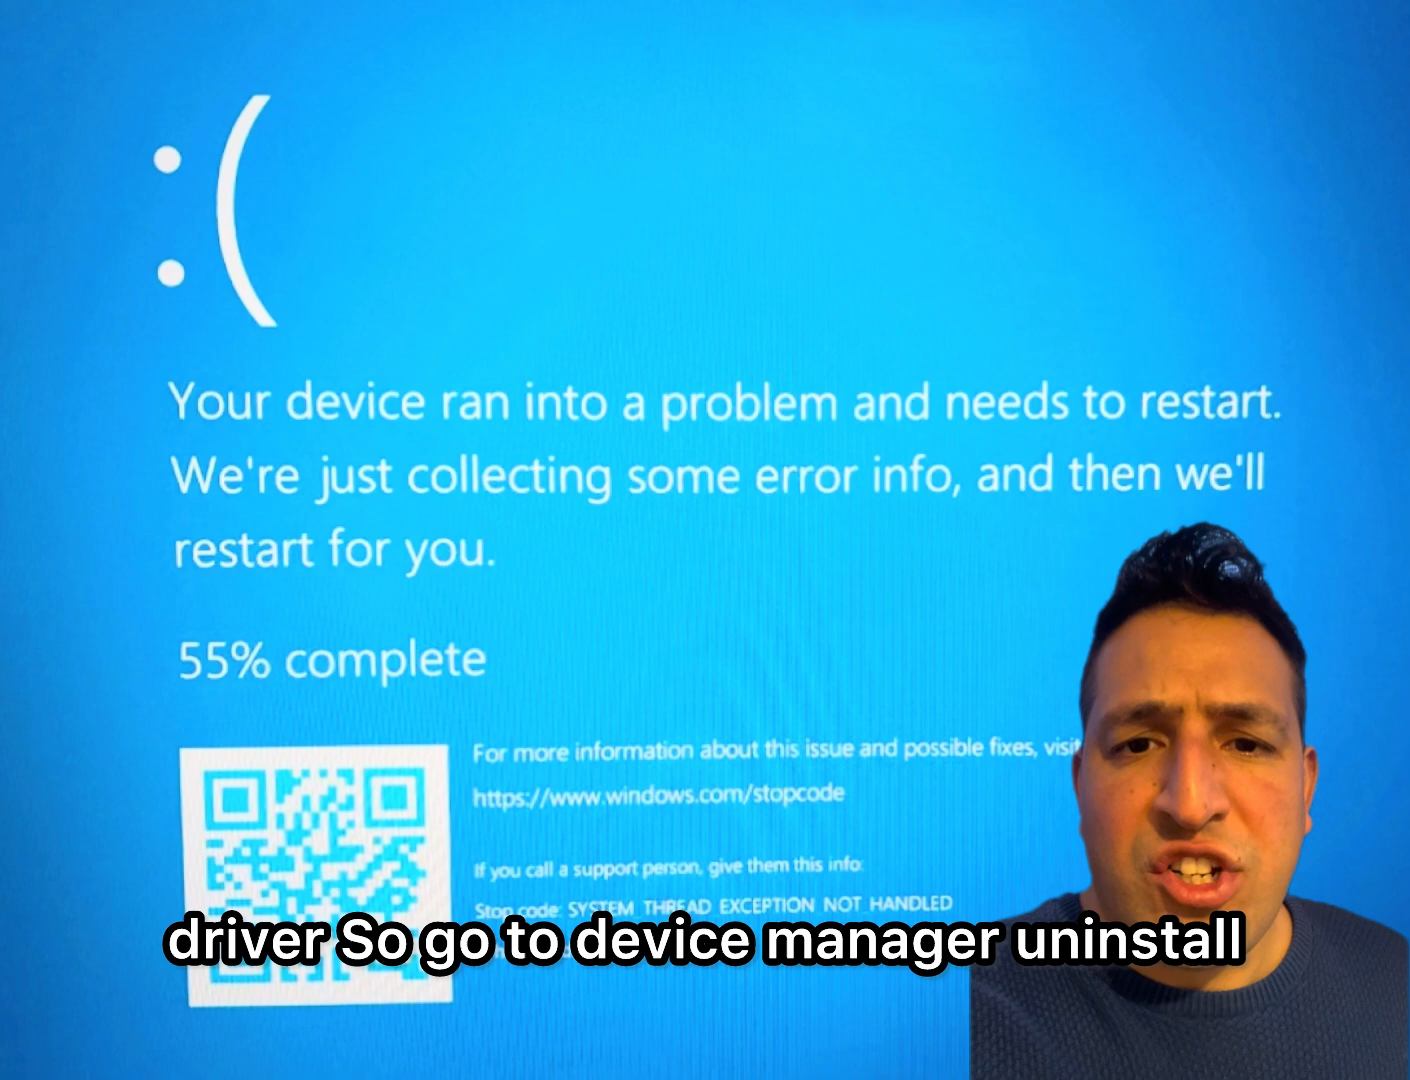 :(
Your device ran into a problem and needs to restart.
We're just collecting some error info, and then we'll
restart for you.
55% complete
For more information about this issue and possible fixes, visit
https://www.windows.com/stopcode
If you call a support person, give them this info:
Stop code: SYSTEM THREAD EXCEPTION NOT HANDLED
driver So go to device manager uninstall